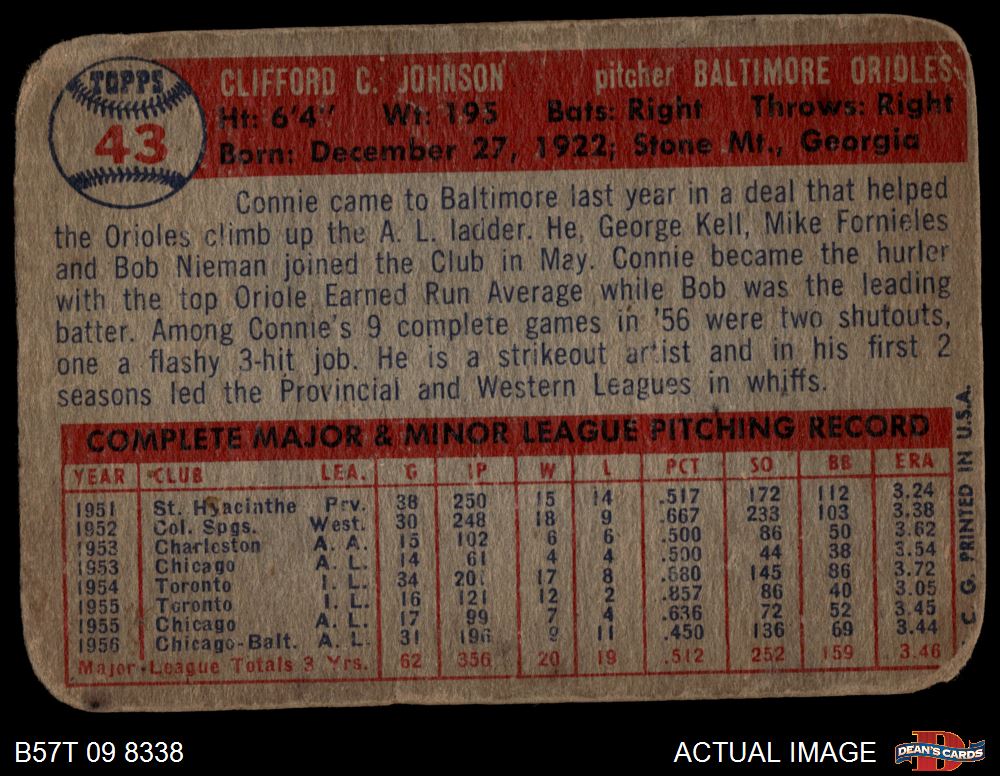 TOPPS
43
CLIFFORD C. JOHNSON pitcher BALTIMORE ORIOLES
Ht: 6'4" Wt: 195 Bats: Right Throws: Right
Born: December 27, 1922; Stone Mt., Georgia
Connie came to Baltimore last year in a deal that helped
the Orioles climb up the A. L. ladder. He, George Kell, Mike Fornieles
and Bob Nieman joined the Club in May. Connie became the hurler
with the top Oriole Earned Run Average while Bob was the leading
batter. Among Connie's 9 complete games in '56 were two shutouts,
one a flashy 3-hit job. He is a strikeout artist and in his first 2
seasons led the Provincial and Western Leagues in whiffs.
COMPLETE MAJOR & MINOR LEAGUE PITCHING RECORD
YEAR CLUB LEA. G IP W L PCT SO BB ERA
1951 St. Hyacinthe Prv. 38 250 15 14 .517 172 112 3.24
1952 Col. Spgs. West. 30 248 18 9 .667 233 103 3.38
1953 Charleston A. A. 15 102 6 6 .500 86 50 3.62
1953 Chicago A. L. 14 61 4 4 .500 44 38 3.54
1954 Toronto I. L. 34 201 17 8 .680 145 86 3.72
1955 Toronto I. L. 16 121 12 2 .857 86 40 3.05
1955 Chicago A. L. 17 99 7 4 .636 72 52 3.45
1956 Chicago-Balt. A. L. 31 196 9 11 .450 136 69 3.44
Major League Totals 3 Yrs. 62 356 20 19 .512 252 159 3.46
C. G. PRINTED IN U.S.A.
B57T 09 8338
ACTUAL IMAGE
DEAN'S CARDS